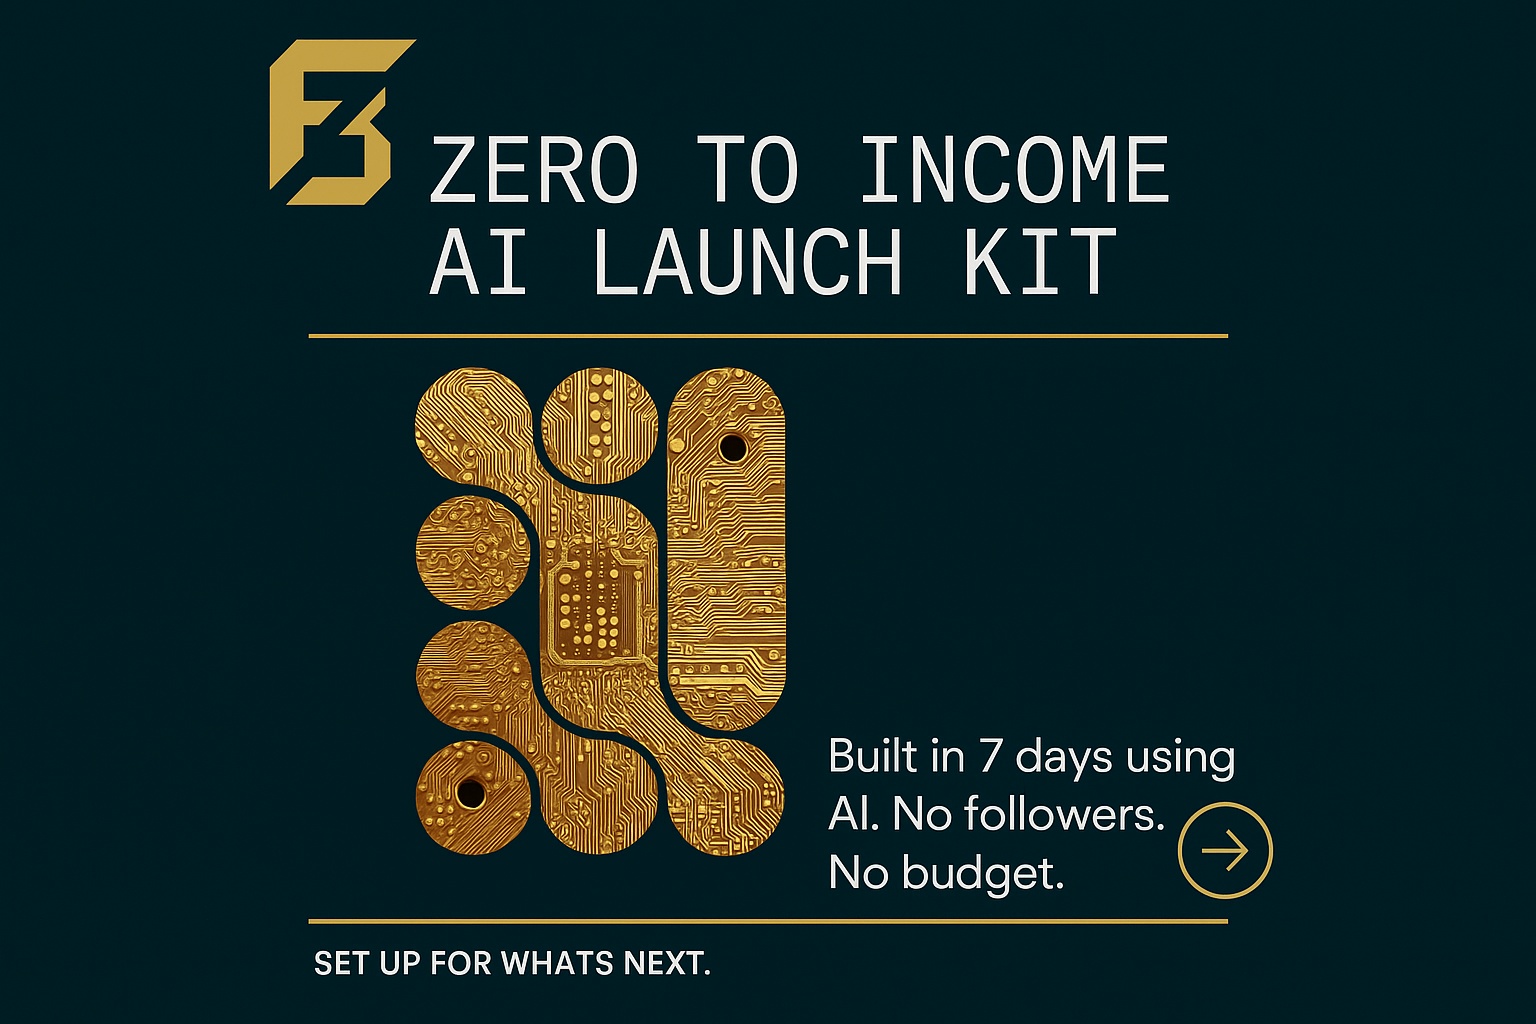 ZERO TO INCOME
AI LAUNCH KIT
Built in 7 days using
AI. No followers.
No budget.
SET UP FOR WHATS NEXT.